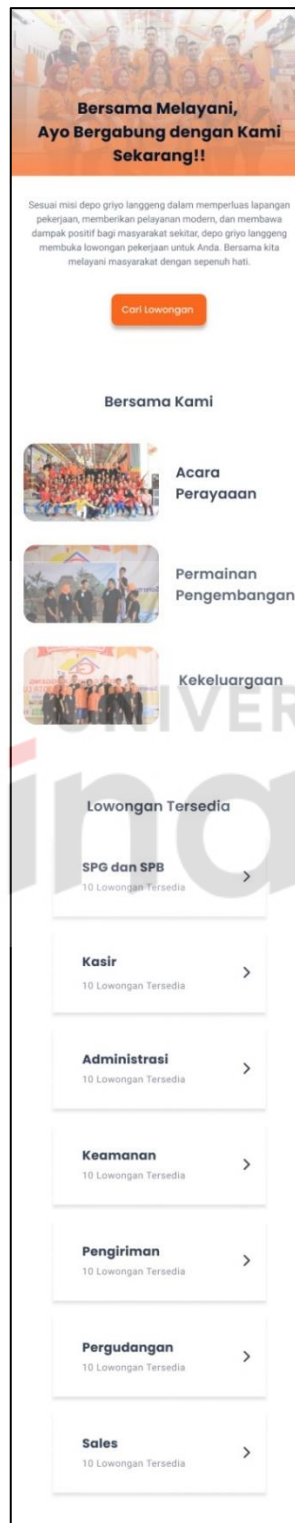 Bersama Melayani,
Ayo Bergabung dengan Kami
Sekarang!!
Sesuai misi depo griyo langgeng dalam memperluas lapangan
pekerjaan, memberikan pelayanan modern, dan membawa
dampak positif bagi masyarakat sekitar, depo griyo langgeng
membuka lowongan pekerjaan untuk Anda. Bersama kita
melayani masyarakat dengan sepenuh hati.
Cari Lowongan
Bersama Kami
Acara
Perayaaan
Permainan
Pengembangan
Kekeluargaan
UNIVER
Lowongan Tersedia
SPG dan SPB
10 Lowongan Tersedia
Kasir
10 Lowongan Tersedia
Administrasi
10 Lowongan Tersedia
Keamanan
10 Lowongan Tersedia
Pengiriman
10 Lowongan Tersedia
Pergudangan
10 Lowongan Tersedia
Sales
10 Lowongan Tersedia